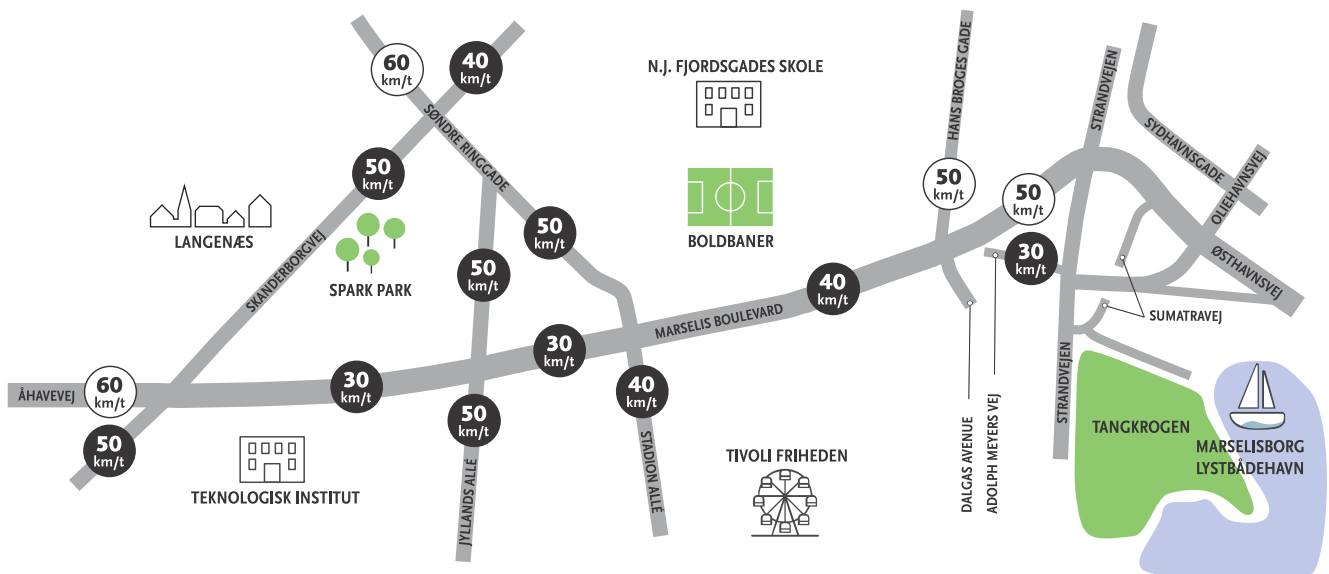 60
km/t
40
km/t
N.J. FJORDSGADES SKOLE
HANS BROGES GADE
STRANDVEJEN
SYDHAVNSGADE
SØNDRE RINGGADE
50
km/t
50
km/t
50
km/t
OLIEHAVNSVEJ
LANGENÆS
50
km/t
BOLDBANER
30
km/t
ØSTHAVNSVEJ
SKANDERBORGVEJ
SPARK PARK
50
km/t
40
km/t
MARSELIS BOULEVARD
SUMATRAVEJ
30
km/t
ÅHAVEVEJ
60
km/t
30
km/t
40
km/t
STRANDVEJEN
50
km/t
50
km/t
TANGKROGEN
MARSELISBORG
LYSTBÅDEHAVN
TEKNOLOGISK INSTITUT
JYLLANDS ALLÉ
STADION ALLÉ
TIVOLI FRIHEDEN
DALGAS AVENUE
ADOLPH MEYERS VEJ